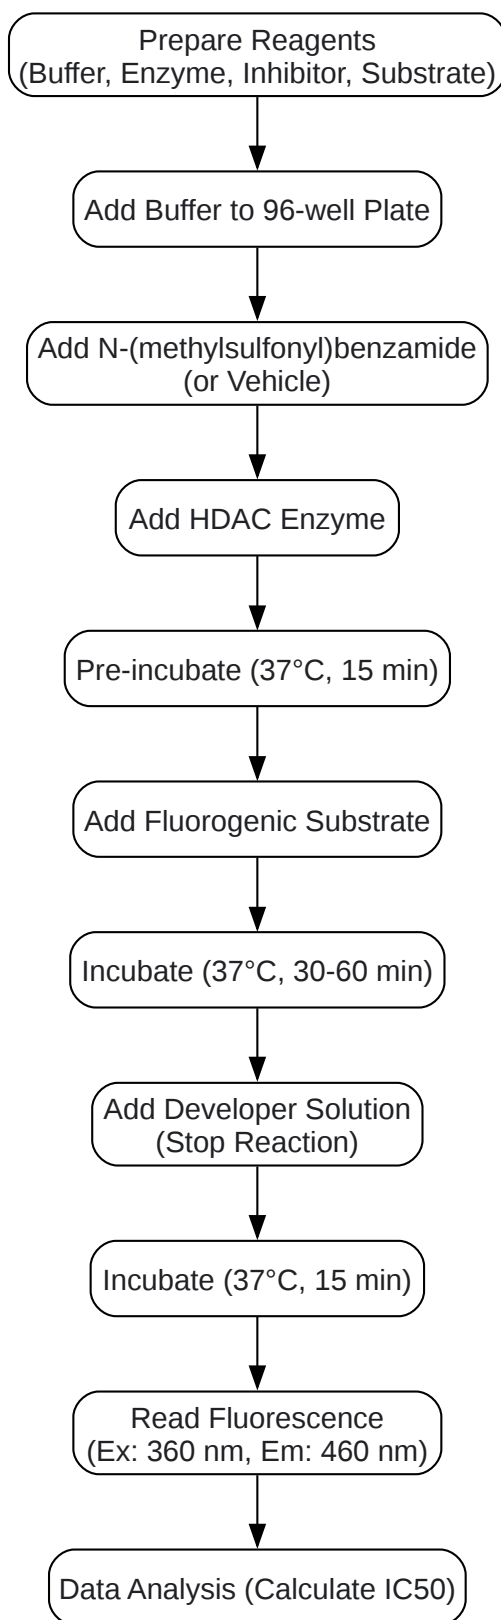 Prepare Reagents
(Buffer, Enzyme, Inhibitor, Substrate)
Add Buffer to 96-well Plate
Add N-(methylsulfonyl)benzamide
(or Vehicle)
Add HDAC Enzyme
Pre-incubate (37°C, 15 min)
Add Fluorogenic Substrate
Incubate (37°C, 30-60 min)
Add Developer Solution
(Stop Reaction)
Incubate (37°C, 15 min)
Read Fluorescence
(Ex: 360 nm, Em: 460 nm)
Data Analysis (Calculate IC50)